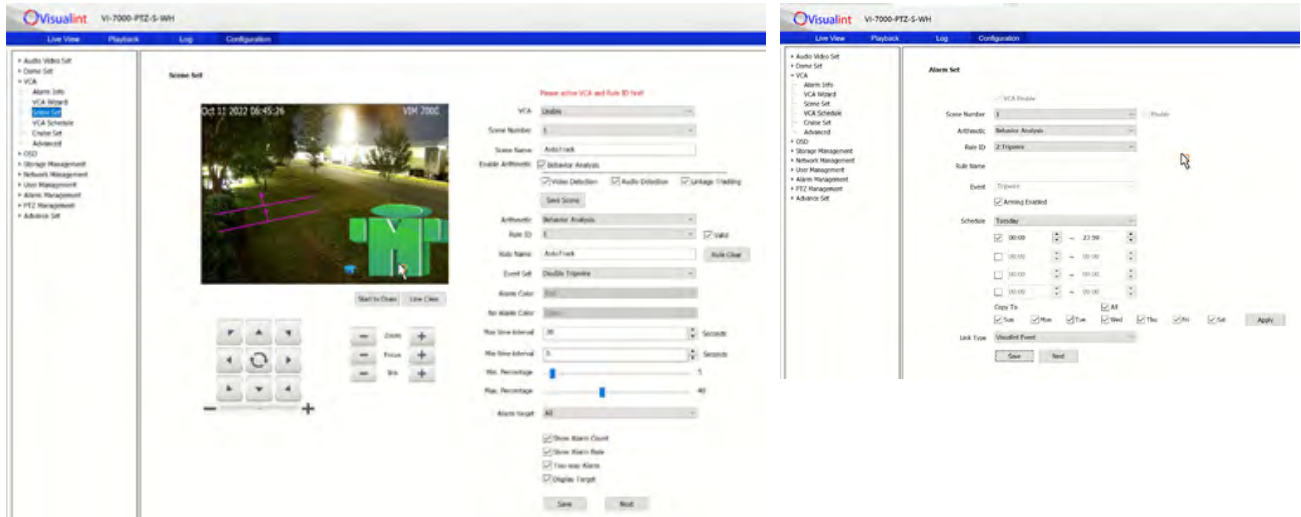 Visualint VI-7000-PTZ-S-WH
Live View Playback Log Configuration
Audio Video Set
Dome Set
VCA
Alarm Info
VCA Wizard
Scene Set
VCA Schedule
Cruise Set
Advanced
OSD
Storage Management
Network Management
User Management
Alarm Management
PTZ Management
Advance Set
Scene Set
Oct 11 2022 06:45:26 VIM 7000
Start to Draw Line Clear
Zoom
Focus
Iris
Please active VCA and Rule ID first!
VCA Enable
Scene Number 1
Scene Name AutoTrack
Enable Arithmetic Behavior Analysis
Video Detection Audio Detection Linkage Tracking
Save Scene
Arithmetic Behavior Analysis
Rule ID 1 Valid
Rule Name AutoTrack Rule Clear
Event Set Double Tripwire
Alarm Color Red
No Alarm Color
Max time interval 30 Seconds
Min time interval 0 Seconds
Min. Percentage 5
Max. Percentage 40
Alarm target All
Show Alarm Count
Show Alarm Rule
Two-way Alarm
Display Target
Save Next
Visualint VI-7000-PTZ-S-WH
Live View Playback Log Configuration
Audio Video Set
Dome Set
VCA
Alarm Info
VCA Wizard
Scene Set
VCA Schedule
Cruise Set
Advanced
OSD
Storage Management
Network Management
User Management
Alarm Management
PTZ Management
Advance Set
Alarm Set
VCA Enable
Scene Number 1 Enable
Arithmetic Behavior Analysis
Rule ID 2:Tripwire
Rule Name
Event Tripwire
Arming Enabled
Schedule Tuesday
00:00 – 23:59
00:00 – 00:00
00:00 – 00:00
00:00 – 00:00
Copy To All
Sun Mon Tue Wed Thu Fri Sat Apply
Link Type Visualint Event
Save Next